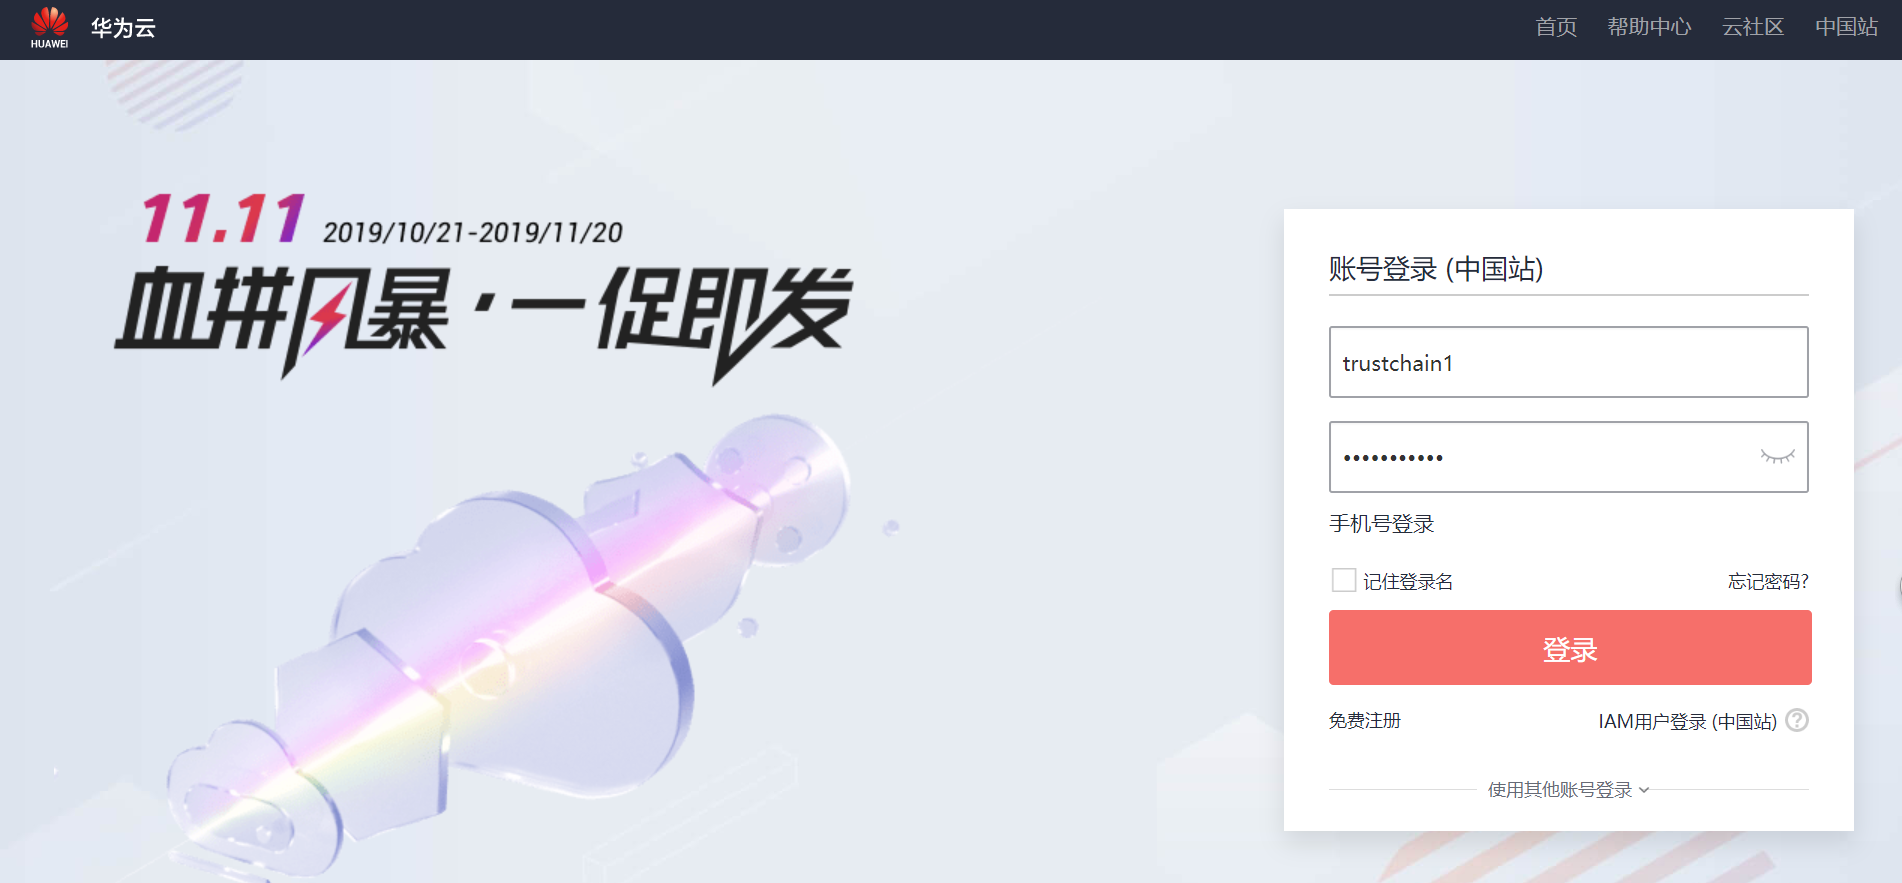 HUAWEI 华为云 首页 帮助中心 云社区 中国站
11.11 2019/10/21-2019/11/20
血拼风暴·一促即发
账号登录 (中国站)
trustchain1
•••••••••••
手机号登录
记住登录名 忘记密码?
登录
免费注册 IAM用户登录 (中国站) ?
使用其他账号登录